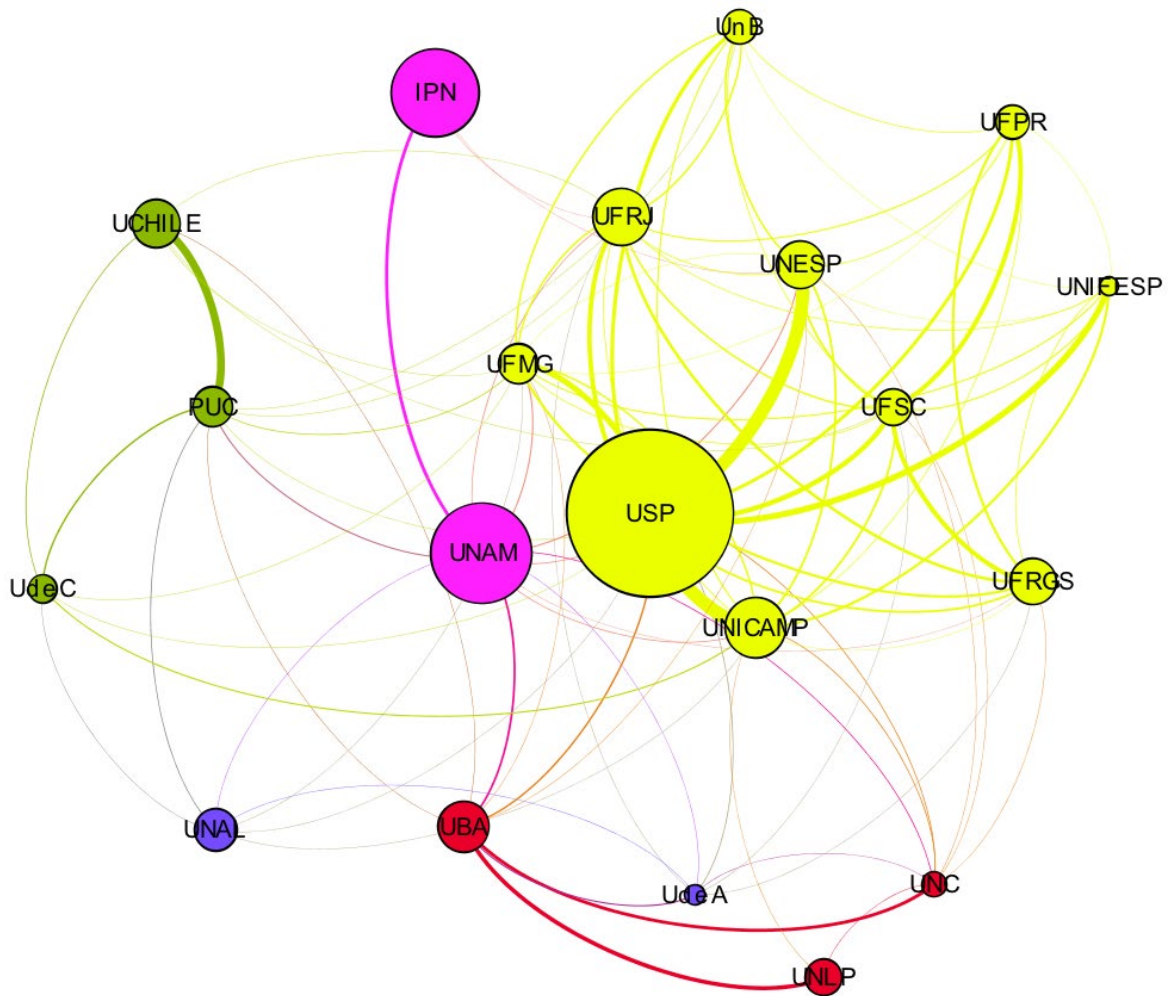 UnB
IPN
UFPR
UCHILE
UFRJ
UNESP
UNIFESP
UFMG
PUC
UFSC
USP
UNAM
UdeC
UFRGS
UNICAMP
UNAL
UBA
UdeA
UNC
UNLP